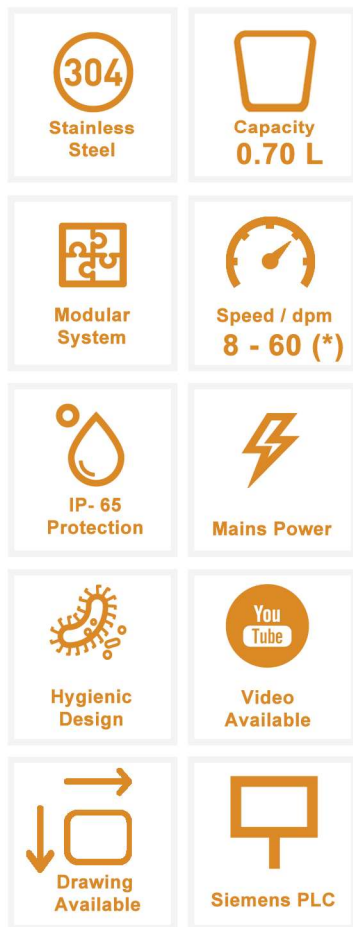 304
Stainless
Steel
Capacity
0.70 L
Modular
System
Speed / dpm
8 - 60 (*)
IP- 65
Protection
Mains Power
Hygienic
Design
You
Tube
Video
Available
Drawing
Available
Siemens PLC